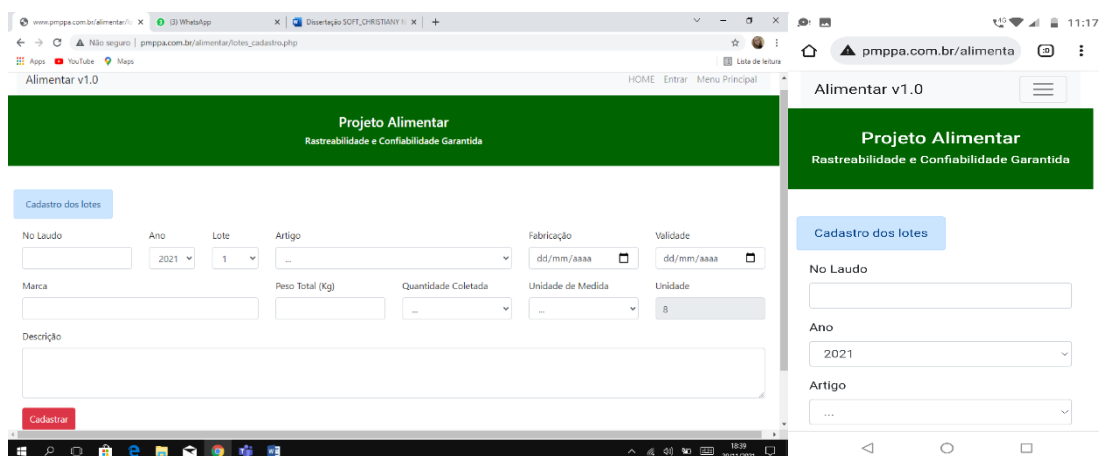 www.pmppa.com.br/alimentar/lo
(3) WhatsApp
Dissertação SOFT_CHRISTIANY N
Não seguro | pmppa.com.br/alimentar/lotes_cadastro.php
Apps YouTube Maps
Lista de leitura
Alimentar v1.0
HOME Entrar Menu Principal
Projeto Alimentar
Rastreabilidade e Confiabilidade Garantida
Cadastro dos lotes
No Laudo Ano Lote Artigo Fabricação Validade
2021 1 ... dd/mm/aaaa dd/mm/aaaa
Marca Peso Total (Kg) Quantidade Coletada Unidade de Medida Unidade
... ... 8
Descrição
Cadastrar
18:39
11:17
pmppa.com.br/alimenta
Alimentar v1.0
Projeto Alimentar
Rastreabilidade e Confiabilidade Garantida
Cadastro dos lotes
No Laudo
Ano
2021
Artigo
...